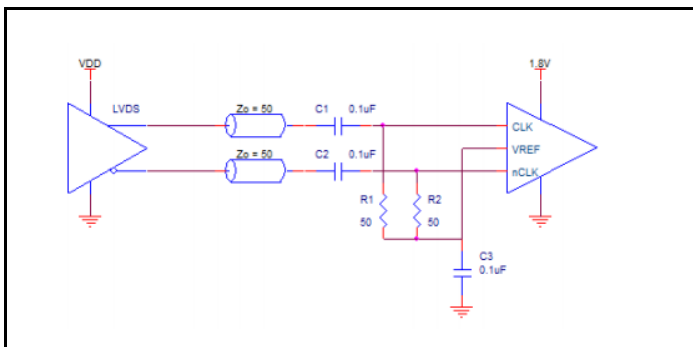 VDD
1.8V
LVDS
Zo = 50
C1
0.1uF
CLK
VREF
Zo = 50
C2
0.1uF
nCLK
R1
R2
50
50
C3
0.1uF